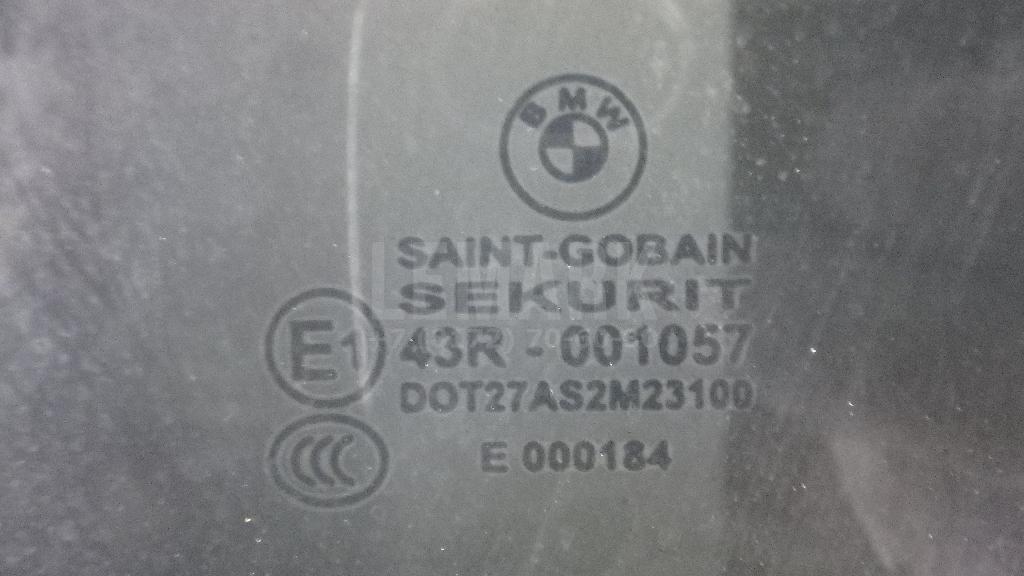 BMW
SAINT-GOBAIN
SEKURIT
E1 43R - 001057
DOT27AS2M23100
CCC E 000184